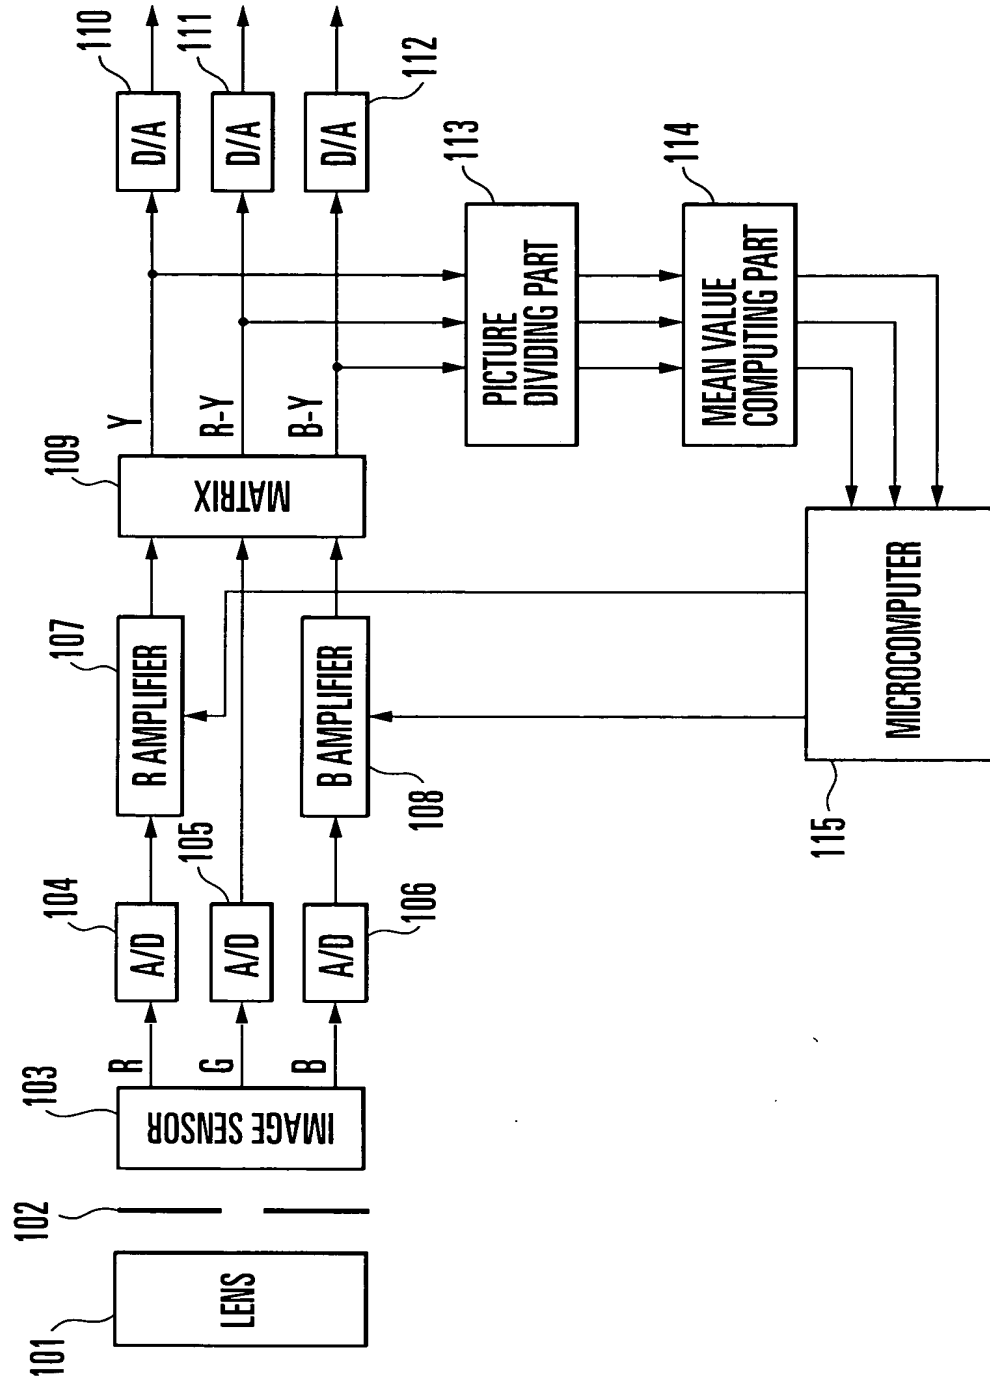 101
LENS
102
103
IMAGE SENSOR
R
G
B
104
A/D
105
A/D
106
A/D
107
R AMPLIFIER
108
B AMPLIFIER
109
MATRIX
Y
R-Y
B-Y
110
D/A
111
D/A
112
D/A
113
PICTURE
DIVIDING PART
114
MEAN VALUE
COMPUTING PART
115
MICROCOMPUTER